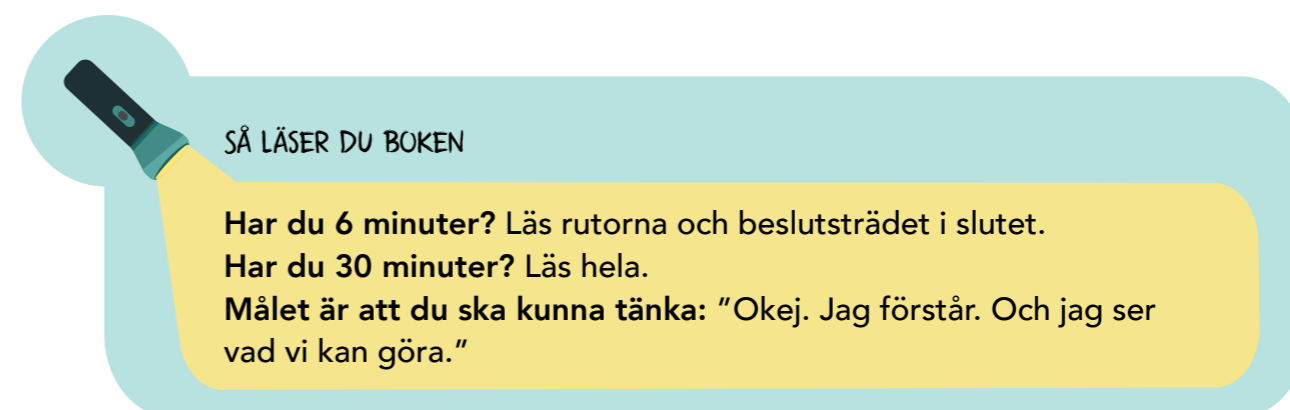 SÅ LÄSER DU BOKEN
Har du 6 minuter? Läs rutorna och beslutsträdet i slutet.
Har du 30 minuter? Läs hela.
Målet är att du ska kunna tänka: ”Okej. Jag förstår. Och jag ser
vad vi kan göra.”